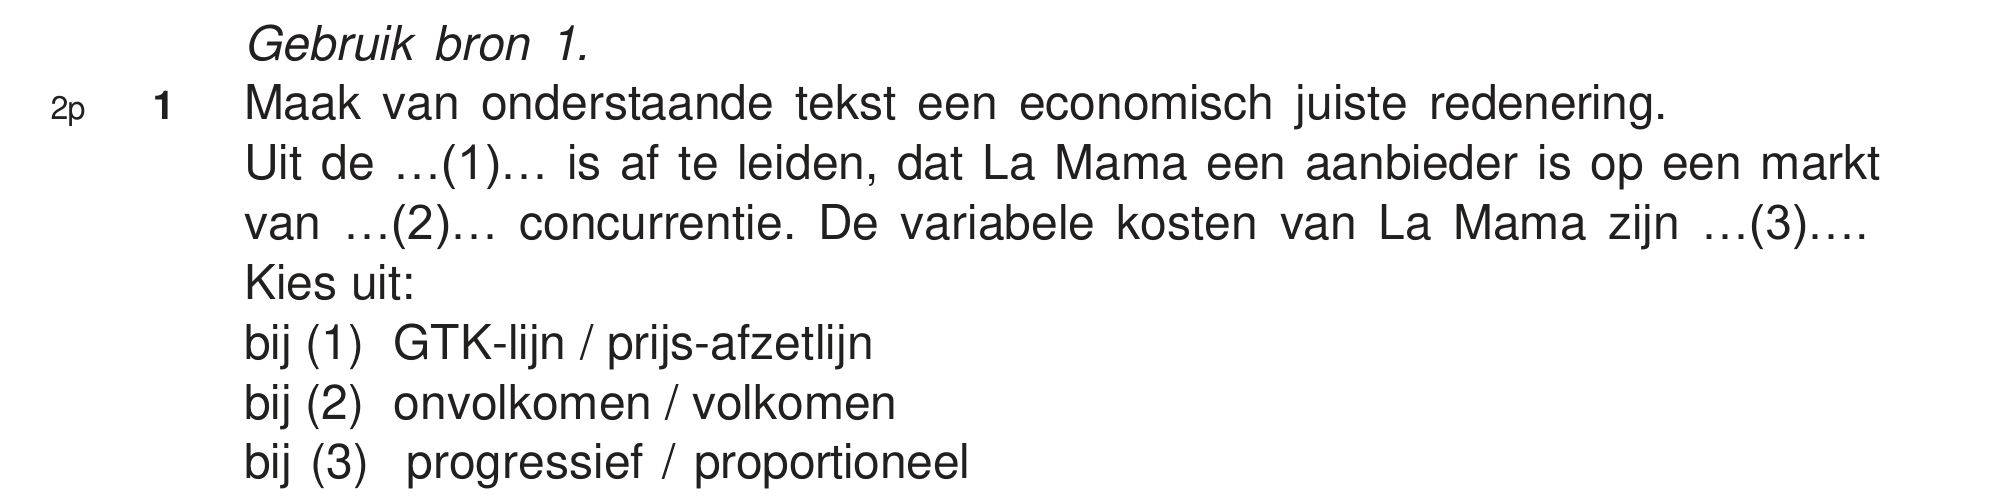 Gebruik bron 1.
2p 1 Maak van onderstaande tekst een economisch juiste redenering.
Uit de …(1)… is af te leiden, dat La Mama een aanbieder is op een markt
van …(2)… concurrentie. De variabele kosten van La Mama zijn …(3)….
Kies uit:
bij (1) GTK-lijn / prijs-afzetlijn
bij (2) onvolkomen / volkomen
bij (3) progressief / proportioneel